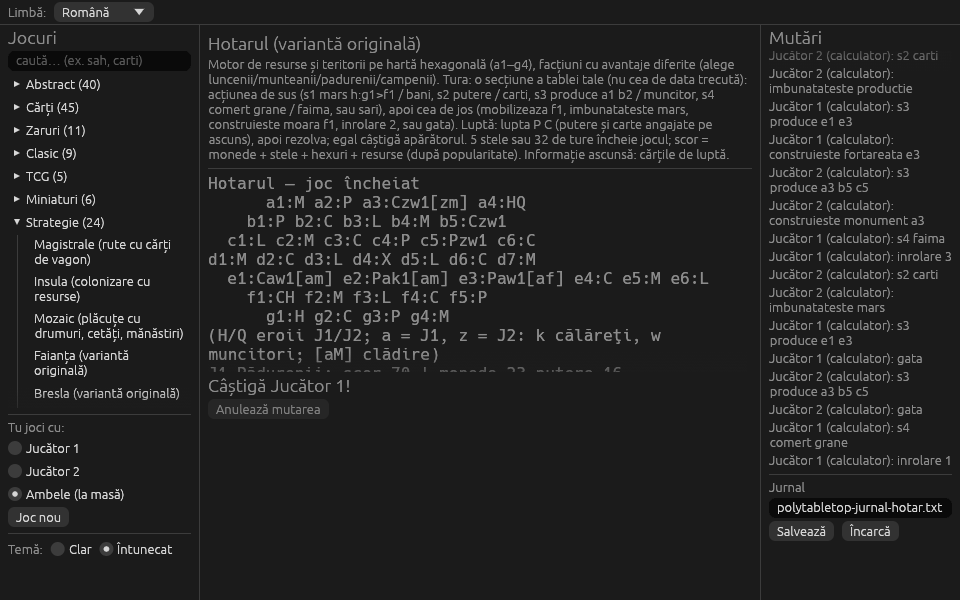 Limbă: Română
Jocuri
caută… (ex. sah, carti)
Abstract (40)
Cărți (45)
Zaruri (11)
Clasic (9)
TCG (5)
Miniaturi (6)
Strategie (24)
Magistrale (rute cu cărți
de vagon)
Insula (colonizare cu
resurse)
Mozaic (plăcuțe cu
drumuri, cetăți, mănăstiri)
Faianța (variantă
originală)
Bresla (variantă originală)
Tu joci cu:
Jucător 1
Jucător 2
Ambele (la masă)
Joc nou
Temă: Clar Întunecat
Hotarul (variantă originală)
Motor de resurse și teritorii pe hartă hexagonală (a1–g4), facțiuni cu avantaje diferite (alege
luncenii/munteanii/padurenii/campenii). Tura: o secțiune a tablei tale (nu cea de data trecută):
acțiunea de sus (s1 mars h:g1>f1 / bani, s2 putere / carti, s3 produce a1 b2 / muncitor, s4
comert grane / faima, sau sari), apoi cea de jos (mobilizeaza f1, imbunatateste mars,
construieste moara f1, inrolare 2, sau gata). Luptă: lupta P C (putere și carte angajate pe
ascuns), apoi rezolva; egal câștigă apărătorul. 5 stele sau 32 de ture încheie jocul; scor =
monede + stele + hexuri + resurse (după popularitate). Informație ascunsă: cărțile de luptă.
Hotarul — joc încheiat
a1:M a2:P a3:Czw1[zm] a4:HQ
b1:P b2:C b3:L b4:M b5:Czw1
c1:L c2:M c3:C c4:P c5:Pzw1 c6:C
d1:M d2:C d3:L d4:X d5:L d6:C d7:M
e1:Caw1[am] e2:Pak1[am] e3:Paw1[af] e4:C e5:M e6:L
f1:CH f2:M f3:L f4:C f5:P
g1:H g2:C g3:P g4:M
(H/Q eroii J1/J2; a = J1, z = J2: k călăreţi, w
muncitori; [aM] clădire)
Câștigă Jucător 1!
Anulează mutarea
Mutări
Jucător 2 (calculator): s2 carti
Jucător 2 (calculator):
imbunatateste productie
Jucător 1 (calculator): s3
produce e1 e3
Jucător 1 (calculator):
construieste fortareata e3
Jucător 2 (calculator): s3
produce a3 b5 c5
Jucător 2 (calculator):
construieste monument a3
Jucător 1 (calculator): s4 faima
Jucător 1 (calculator): inrolare 3
Jucător 2 (calculator): s2 carti
Jucător 2 (calculator):
imbunatateste mars
Jucător 1 (calculator): s3
produce e1 e3
Jucător 1 (calculator): gata
Jucător 2 (calculator): s3
produce a3 b5 c5
Jucător 2 (calculator): gata
Jucător 1 (calculator): s4
comert grane
Jucător 1 (calculator): inrolare 1
Jurnal
polytabletop-jurnal-hotar.txt
Salvează Încarcă